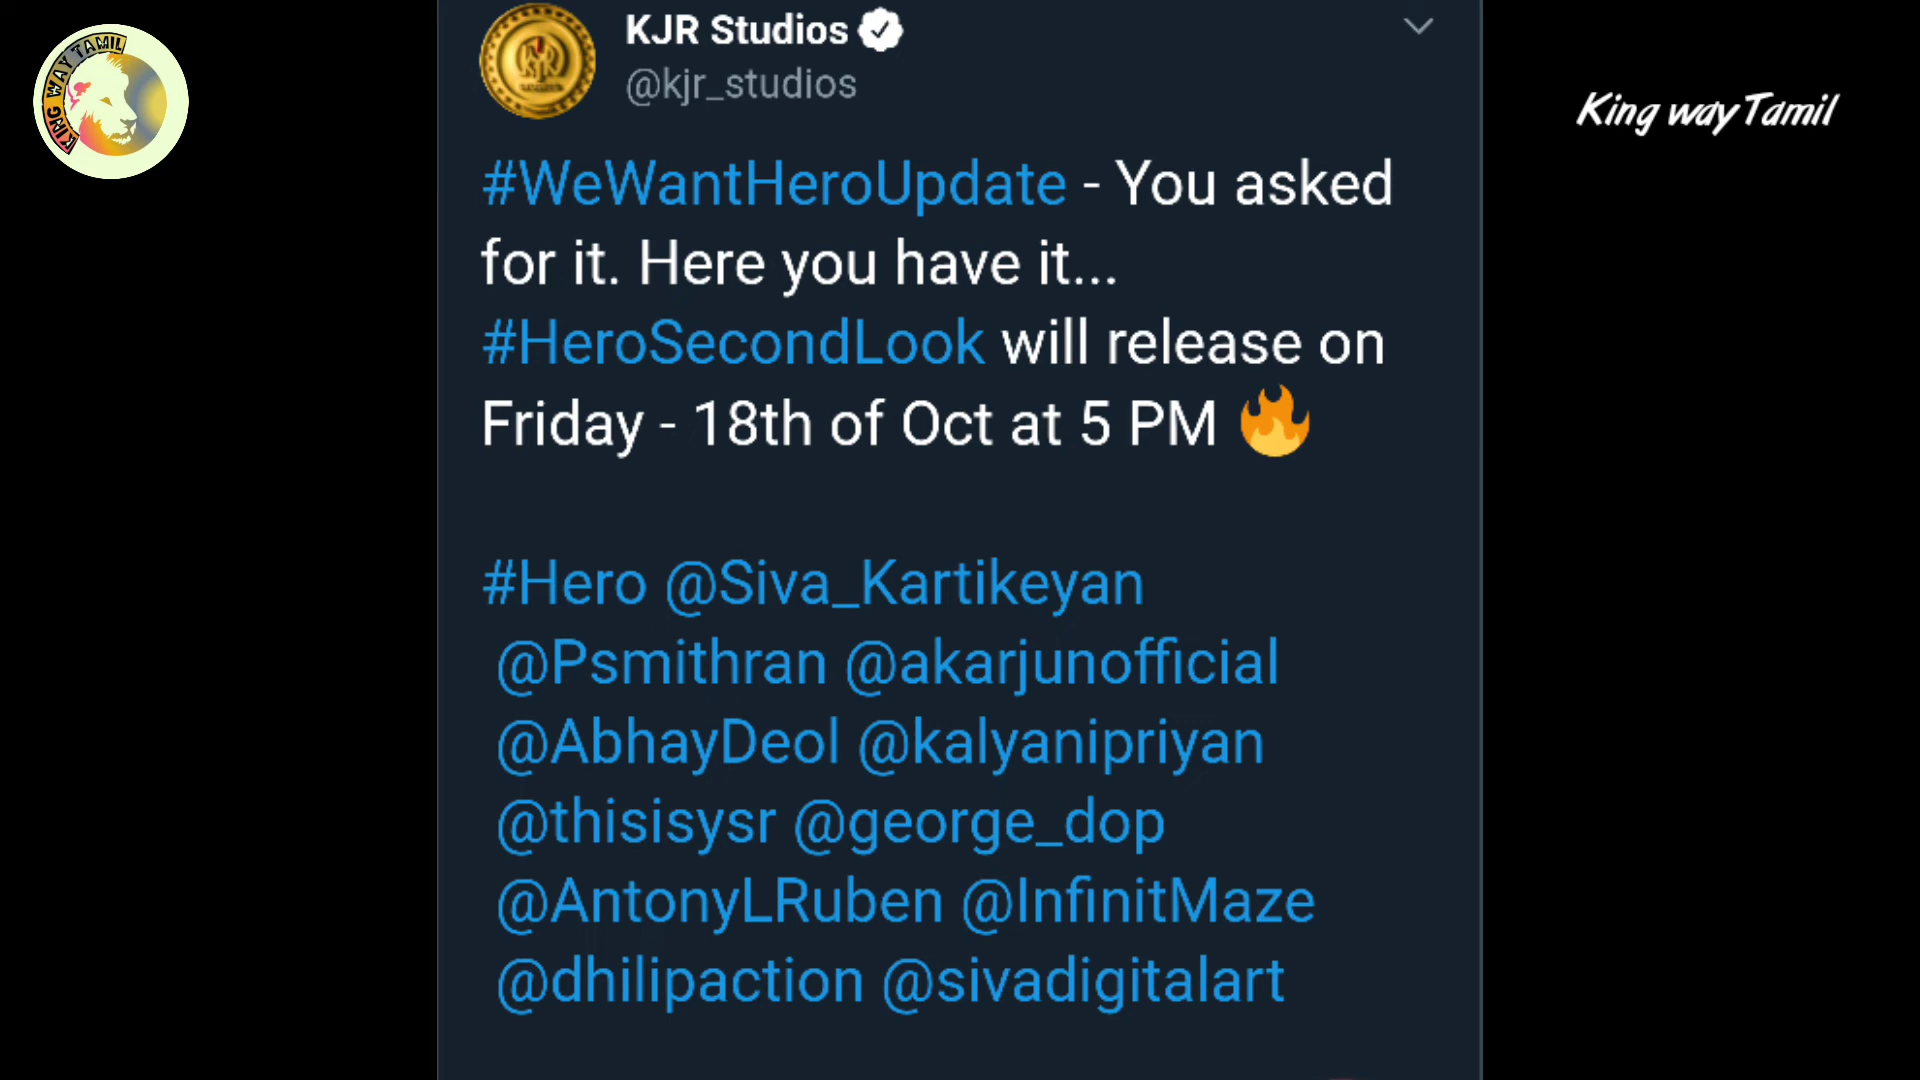 KING WAY TAMIL
KJR Studios
@kjr_studios
King way Tamil
#WeWantHeroUpdate - You asked
for it. Here you have it...
#HeroSecondLook will release on
Friday - 18th of Oct at 5 PM 🔥
#Hero @Siva_Kartikeyan
@Psmithran @akarjunofficial
@AbhayDeol @kalyanipriyan
@thisisysr @george_dop
@AntonyLRuben @InfinitMaze
@dhilipaction @sivadigitalart